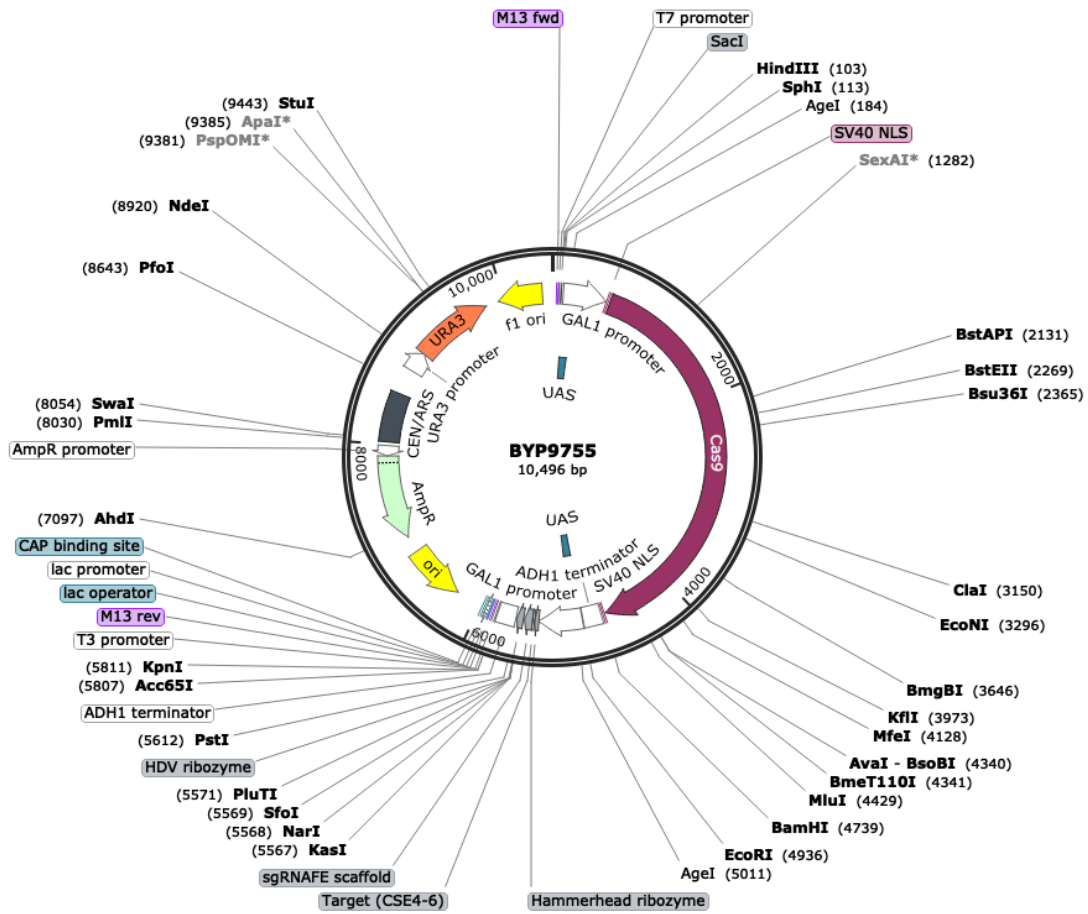 M13 fwd
T7 promoter
SacI
HindIII (103)
SphI (113)
AgeI (184)
SV40 NLS
SexAI* (1282)
(9443) StuI
(9385) ApaI*
(9381) PspOMI*
(8920) NdeI
(8643) PfoI
10,000
URA3
f1 ori
GAL1 promoter
2000
BstAPI (2131)
BstEII (2269)
Bsu36I (2365)
UAS
URA3 promoter
CEN/ARS
(8054) SwaI
(8030) PmlI
AmpR promoter
8000
BYP9755
10,496 bp
Cas9
AmpR
UAS
(7097) AhdI
CAP binding site
lac promoter
lac operator
M13 rev
T3 promoter
(5811) KpnI
(5807) Acc65I
ADH1 terminator
(5612) PstI
HDV ribozyme
(5571) PluTI
(5569) SfoI
(5568) NarI
(5567) KasI
sgRNAFE scaffold
Target (CSE4-6)
ori
GAL1 promoter
ADH1 terminator
SV40 NLS
6000
4000
ClaI (3150)
EcoNI (3296)
BmgBI (3646)
KflI (3973)
MfeI (4128)
AvaI - BsoBI (4340)
BmeT110I (4341)
MluI (4429)
BamHI (4739)
EcoRI (4936)
AgeI (5011)
Hammerhead ribozyme